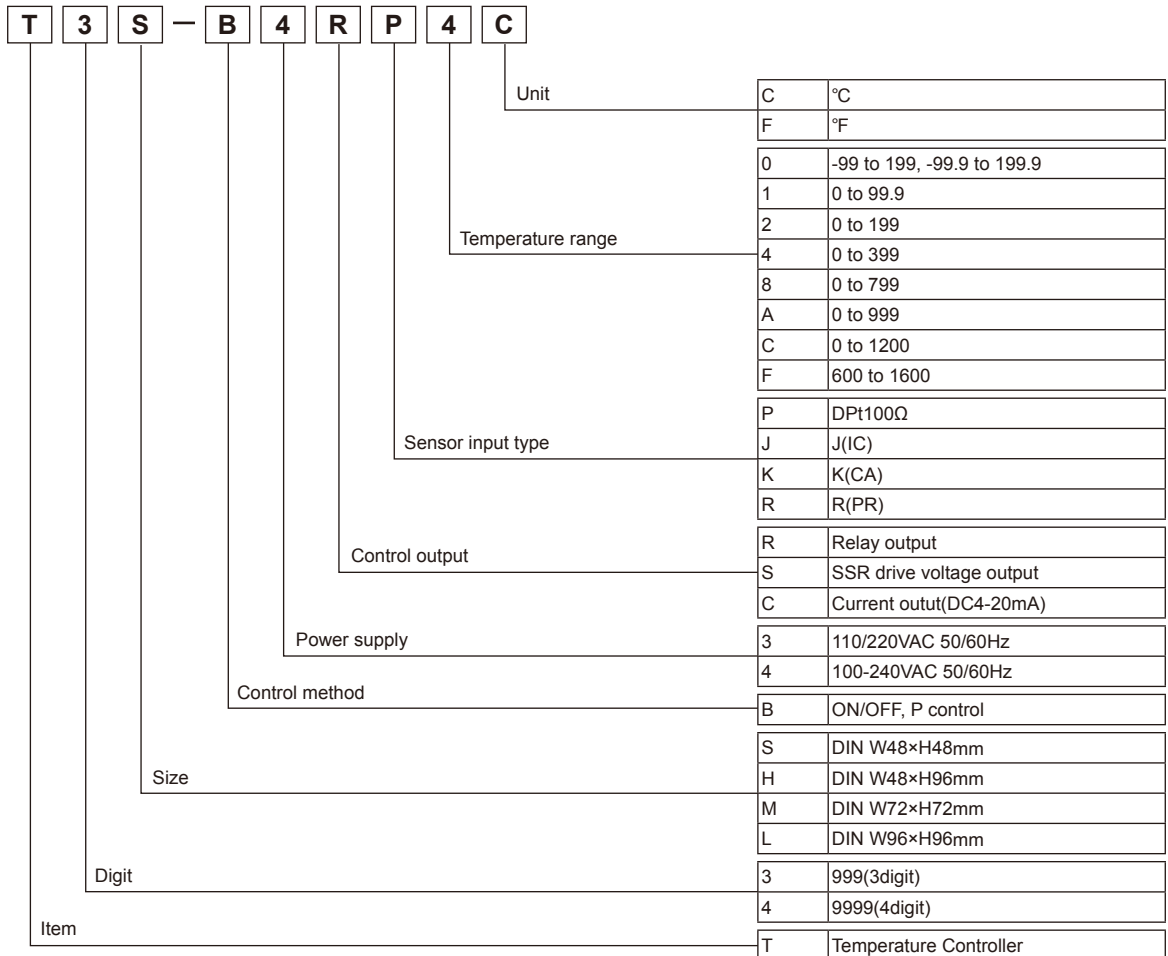 T 3 S — B 4 R P 4 C
Unit
C ℃
F ℉
Temperature range
0 -99 to 199, -99.9 to 199.9
1 0 to 99.9
2 0 to 199
4 0 to 399
8 0 to 799
A 0 to 999
C 0 to 1200
F 600 to 1600
Sensor input type
P DPt100Ω
J J(IC)
K K(CA)
R R(PR)
Control output
R Relay output
S SSR drive voltage output
C Current outut(DC4-20mA)
Power supply
3 110/220VAC 50/60Hz
4 100-240VAC 50/60Hz
Control method
B ON/OFF, P control
Size
S DIN W48×H48mm
H DIN W48×H96mm
M DIN W72×H72mm
L DIN W96×H96mm
Digit
3 999(3digit)
4 9999(4digit)
Item
T Temperature Controller